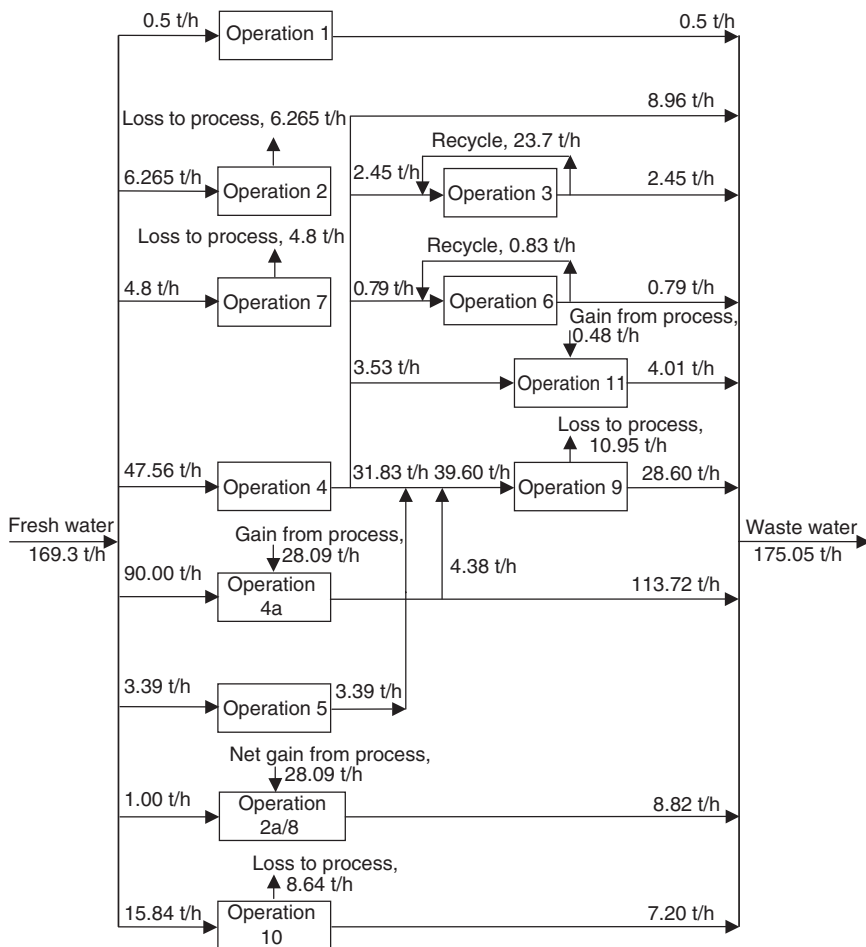 0.5 t/h
Operation 1
0.5 t/h
8.96 t/h
Loss to process, 6.265 t/h
Recycle, 23.7 t/h
6.265 t/h
Operation 2
2.45 t/h
Operation 3
2.45 t/h
Loss to process, 4.8 t/h
Recycle, 0.83 t/h
4.8 t/h
Operation 7
0.79 t/h
Operation 6
0.79 t/h
Gain from process,
0.48 t/h
3.53 t/h
Operation 11
4.01 t/h
Loss to process,
10.95 t/h
47.56 t/h
Operation 4
31.83 t/h
39.60 t/h
Operation 9
28.60 t/h
Fresh water
169.3 t/h
Waste water
175.05 t/h
Gain from process,
28.09 t/h
90.00 t/h
Operation
4a
4.38 t/h
113.72 t/h
3.39 t/h
Operation 5
3.39 t/h
Net gain from process,
28.09 t/h
1.00 t/h
Operation
2a/8
8.82 t/h
Loss to process,
8.64 t/h
15.84 t/h
Operation
10
7.20 t/h